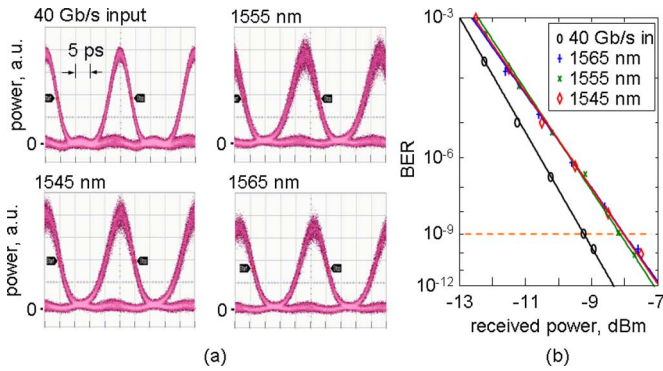 40 Gb/s input
1555 nm
5 ps
power, a.u.
0
0
1545 nm
1565 nm
power, a.u.
0
0
(a)
10-3
10-6
10-9
10-12
BER
-13
-11
-9
-7
received power, dBm
40 Gb/s in
1565 nm
1555 nm
1545 nm
(b)